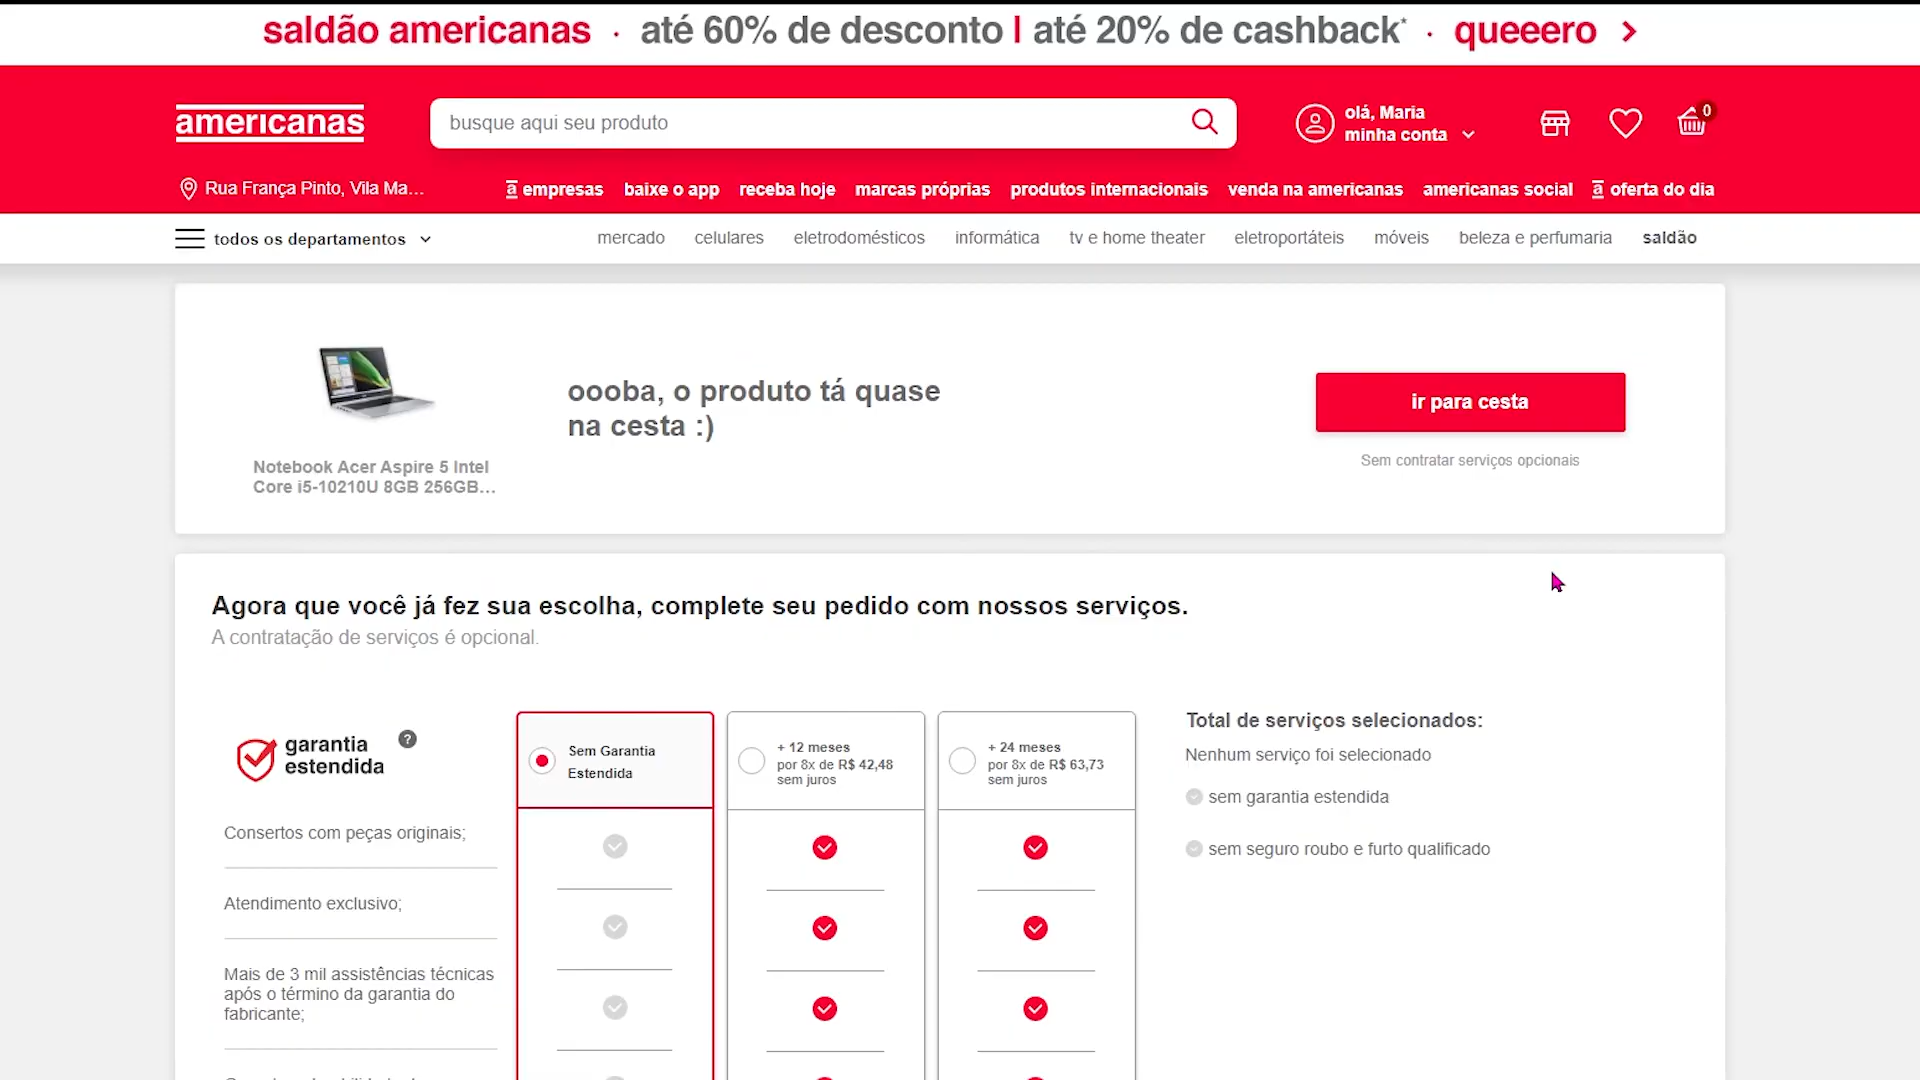 saldão americanas · até 60% de desconto | até 20% de cashback* · queeero
americanas
busque aqui seu produto
olá, Maria
minha conta
0
Rua França Pinto, Vila Ma...
a empresas baixe o app receba hoje marcas próprias produtos internacionais venda na americanas americanas social a oferta do dia
todos os departamentos
mercado celulares eletrodomésticos informática tv e home theater eletroportáteis móveis beleza e perfumaria saldão
oooba, o produto tá quase
na cesta :)
ir para cesta
Sem contratar serviços opcionais
Notebook Acer Aspire 5 Intel
Core i5-10210U 8GB 256GB...
Agora que você já fez sua escolha, complete seu pedido com nossos serviços.
A contratação de serviços é opcional.
garantia
estendida
?
Sem Garantia
Estendida
+ 12 meses
por 8x de R$ 42,48
sem juros
+ 24 meses
por 8x de R$ 63,73
sem juros
Total de serviços selecionados:
Nenhum serviço foi selecionado
sem garantia estendida
sem seguro roubo e furto qualificado
Consertos com peças originais;
Atendimento exclusivo;
Mais de 3 mil assistências técnicas
após o término da garantia do
fabricante;